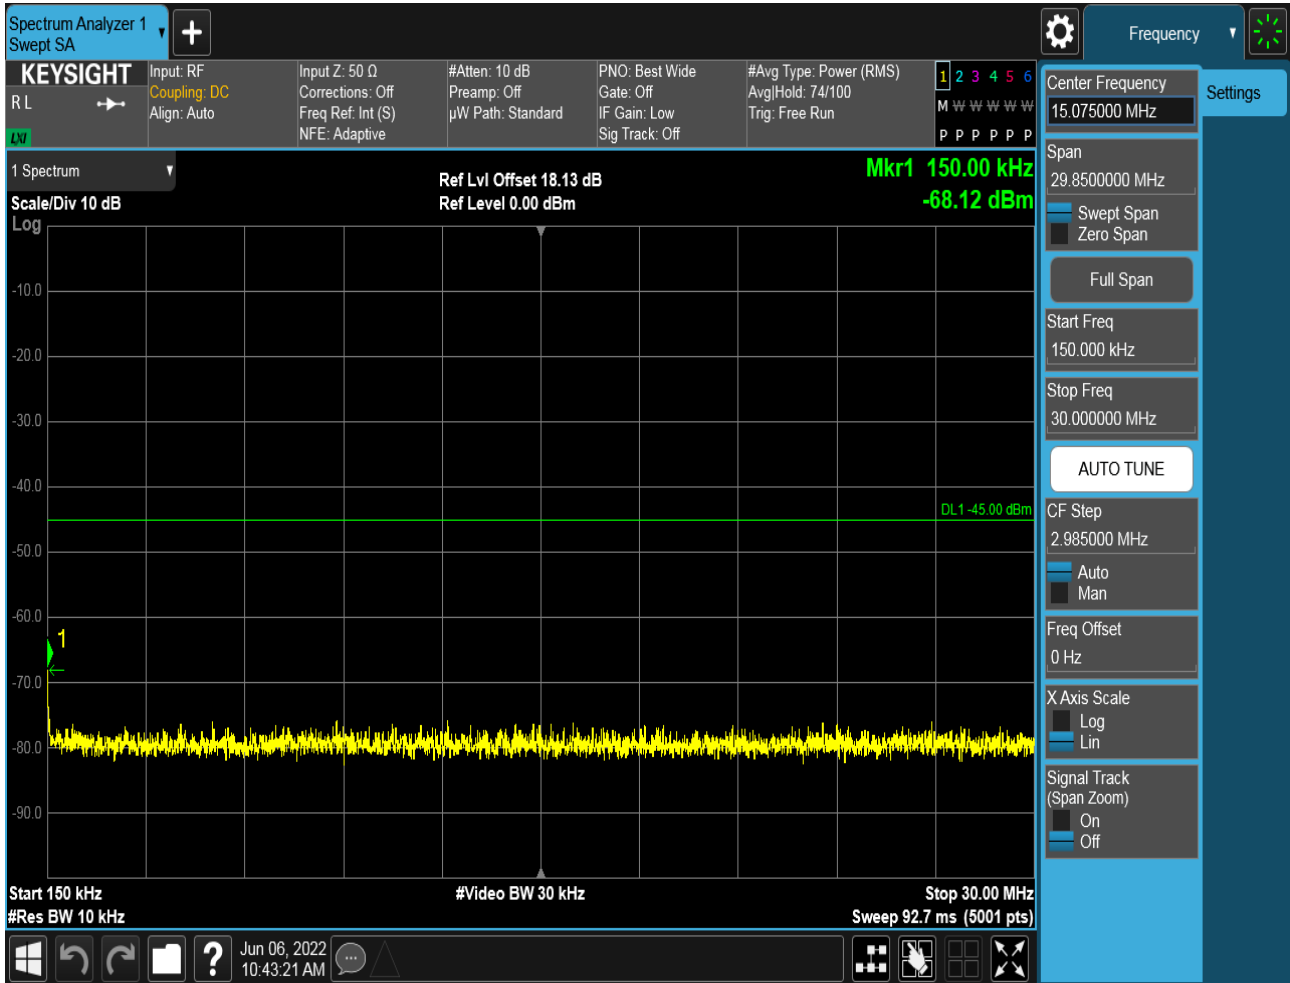 Spectrum Analyzer 1
Swept SA
Frequency
KEYSIGHT
R L
LXI
Input: RF
Coupling: DC
Align: Auto
Input Z: 50 Ω
Corrections: Off
Freq Ref: Int (S)
NFE: Adaptive
#Atten: 10 dB
Preamp: Off
µW Path: Standard
PNO: Best Wide
Gate: Off
IF Gain: Low
Sig Track: Off
#Avg Type: Power (RMS)
Avg|Hold: 74/100
Trig: Free Run
1 2 3 4 5 6
M W W W W W
P P P P P P
1 Spectrum
Scale/Div 10 dB
Log
Ref Lvl Offset 18.13 dB
Ref Level 0.00 dBm
Mkr1 150.00 kHz
-68.12 dBm
-10.0
-20.0
-30.0
-40.0
DL1 -45.00 dBm
-50.0
-60.0
1
-70.0
-80.0
-90.0
Start 150 kHz
#Video BW 30 kHz
Stop 30.00 MHz
#Res BW 10 kHz
Sweep 92.7 ms (5001 pts)
?
Jun 06, 2022
10:43:21 AM
Center Frequency
15.075000 MHz
Settings
Span
29.8500000 MHz
Swept Span
Zero Span
Full Span
Start Freq
150.000 kHz
Stop Freq
30.000000 MHz
AUTO TUNE
CF Step
2.985000 MHz
Auto
Man
Freq Offset
0 Hz
X Axis Scale
Log
Lin
Signal Track
(Span Zoom)
On
Off